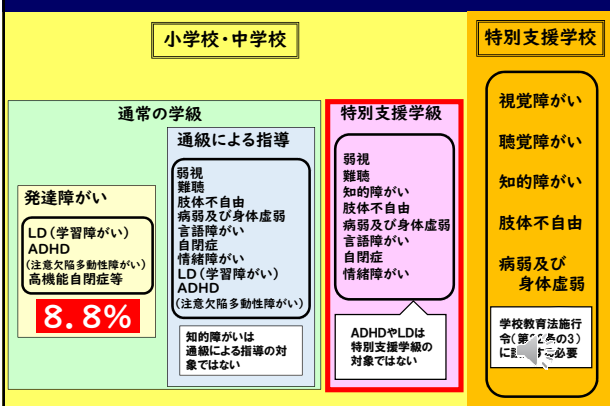 小学校・中学校
通常の学級
発達障がい
LD(学習障がい)
ADHD
(注意欠陥多動性障がい)
高機能自閉症等
8.8%
通級による指導
弱視
難聴
肢体不自由
病弱及び身体虚弱
言語障がい
自閉症
情緒障がい
LD(学習障がい)
ADHD
(注意欠陥多動性障がい)
知的障がいは
通級による指導の対
象ではない
特別支援学級
弱視
難聴
知的障がい
肢体不自由
病弱及び身体虚弱
言語障がい
自閉症
情緒障がい
ADHDやLDは
特別支援学級の
対象ではない
特別支援学校
視覚障がい
聴覚障がい
知的障がい
肢体不自由
病弱及び
身体虚弱
学校教育法施行
令(第 条の3)
に る必要